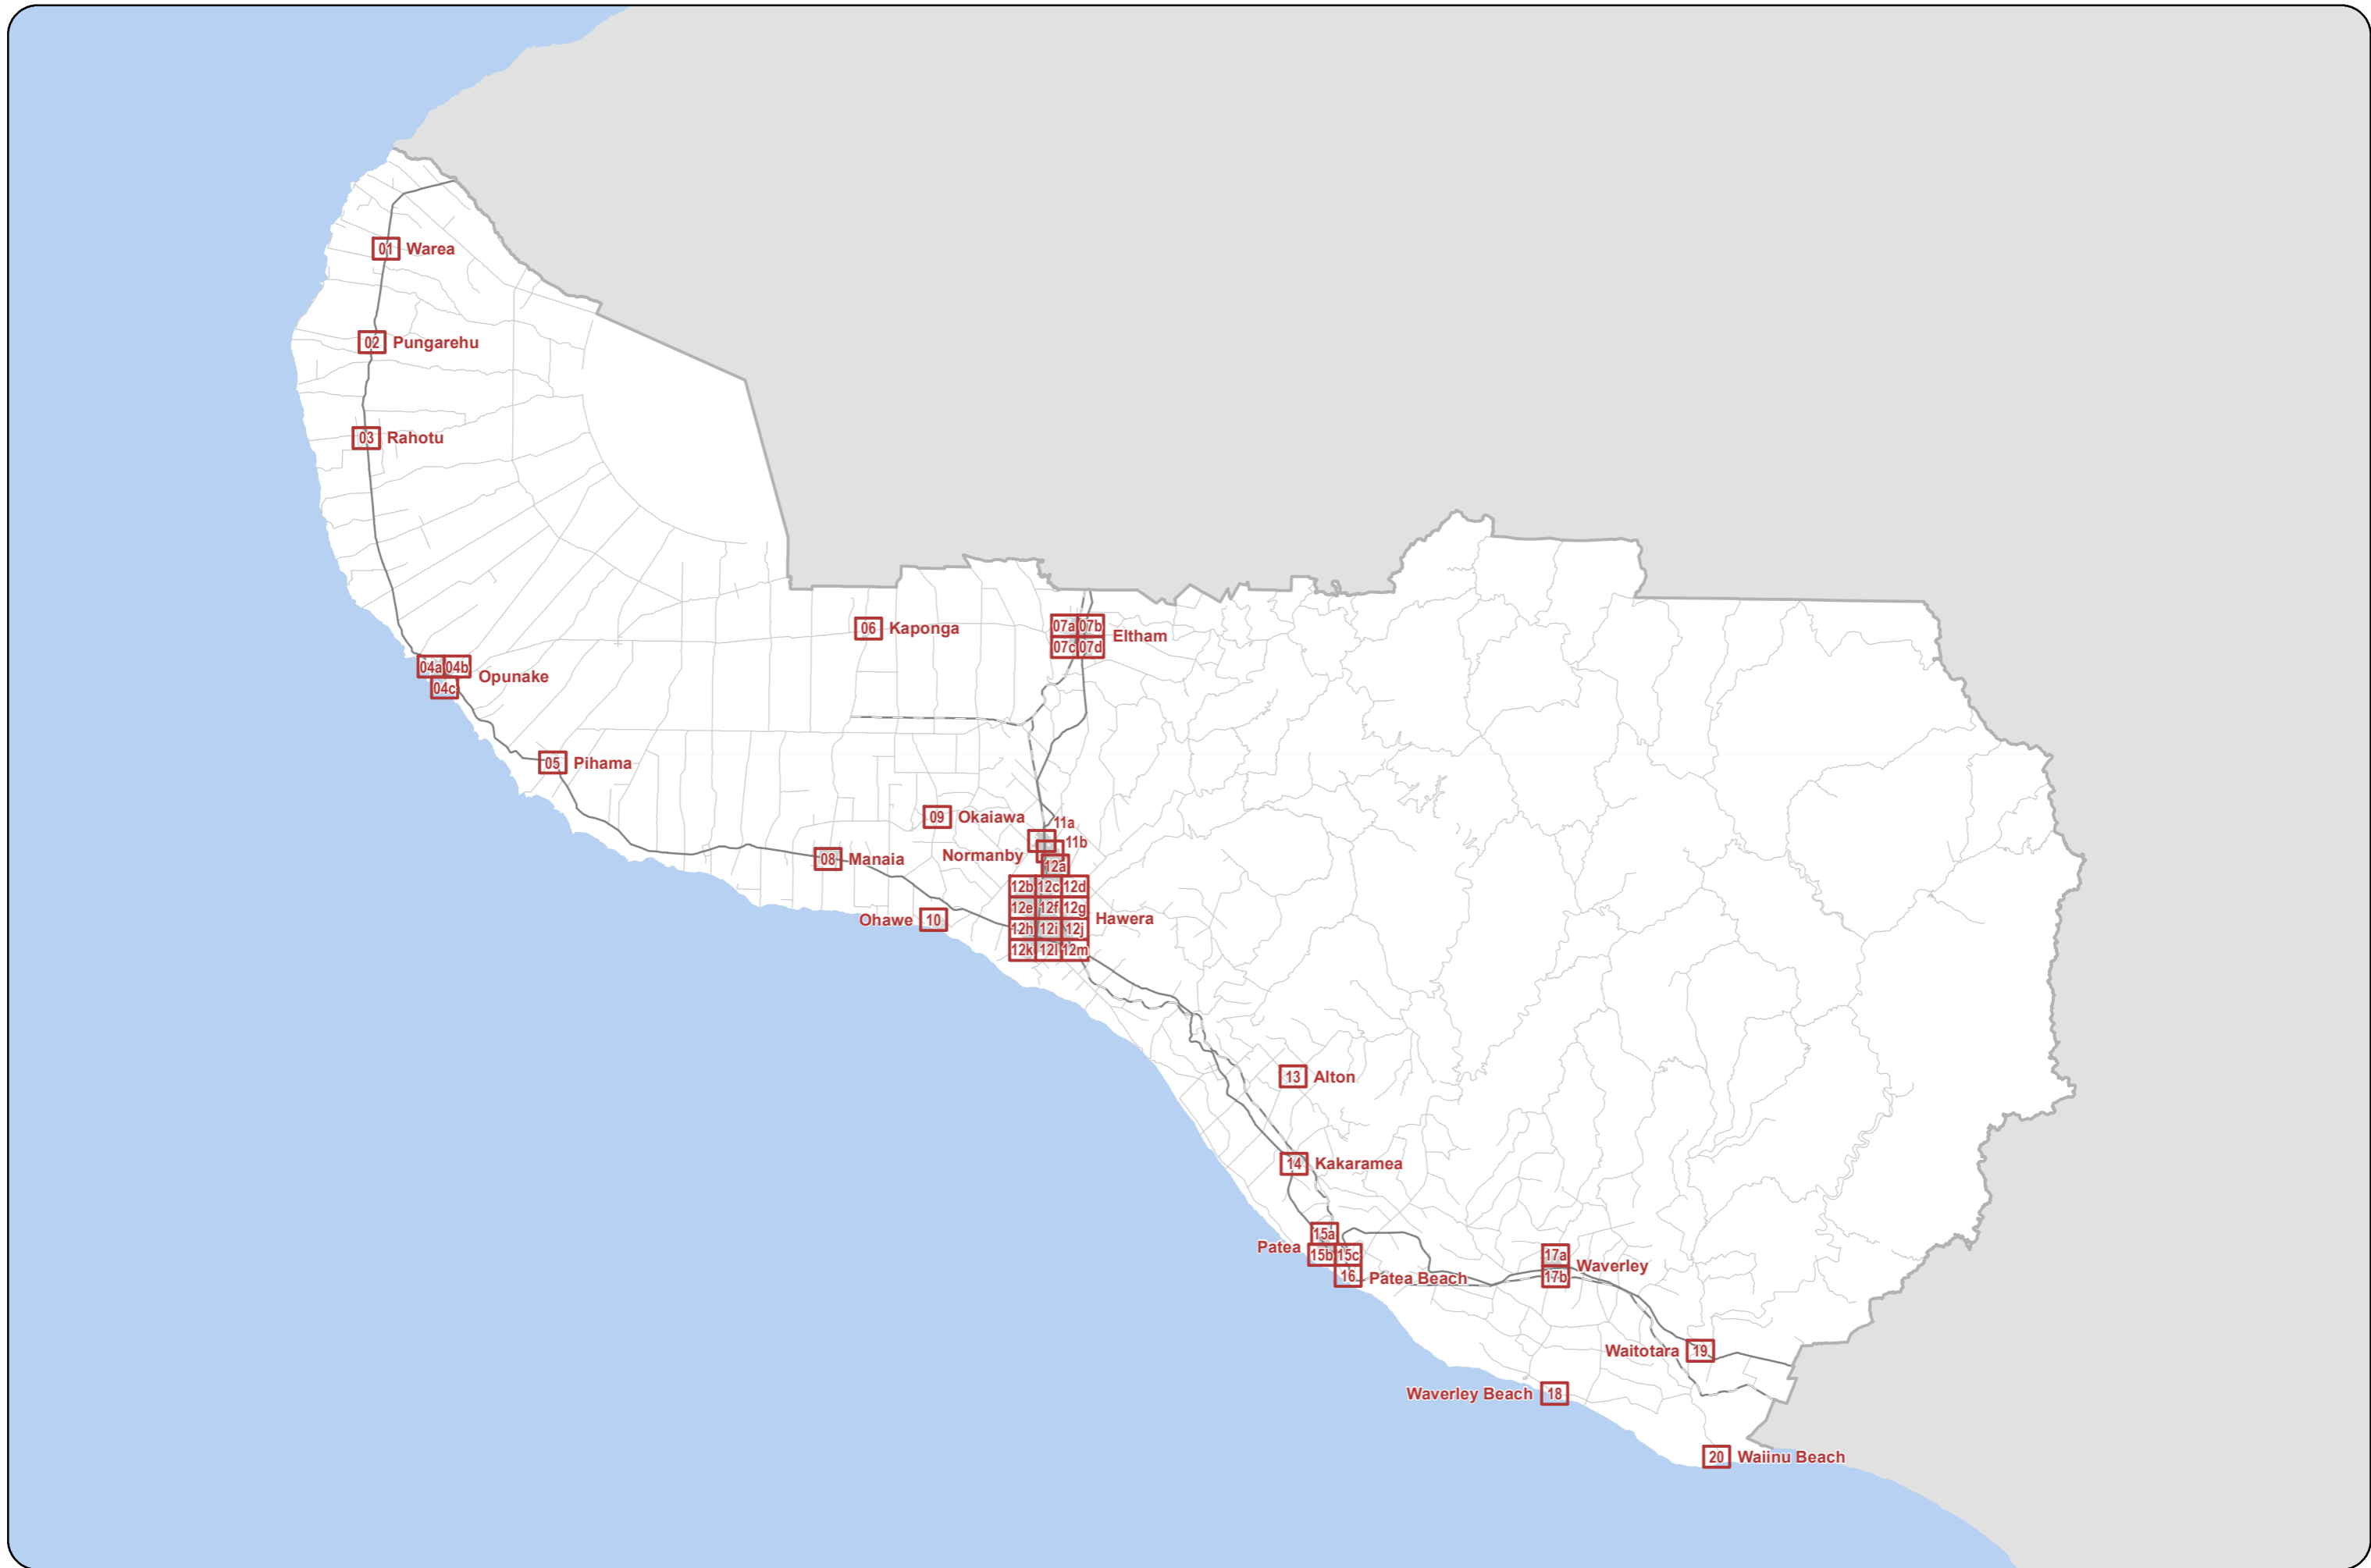 01 Warea
02 Pungarehu
03 Rahotu
06 Kaponga
07a 07b
07c 07d
Eltham
04a 04b
04c
Opunake
05 Pihama
09 Okaiawa
11a
11b
Normanby
08 Manaia
12a
12b 12c 12d
12e 12f 12g
12h 12i 12j
12k 12l 12m
Hawera
Ohawe 10
13 Alton
14 Kakaramea
15a
Patea
15b 15c
16 Patea Beach
17a
17b
Waverley
Waitotara 19
Waverley Beach 18
20 Waiinu Beach